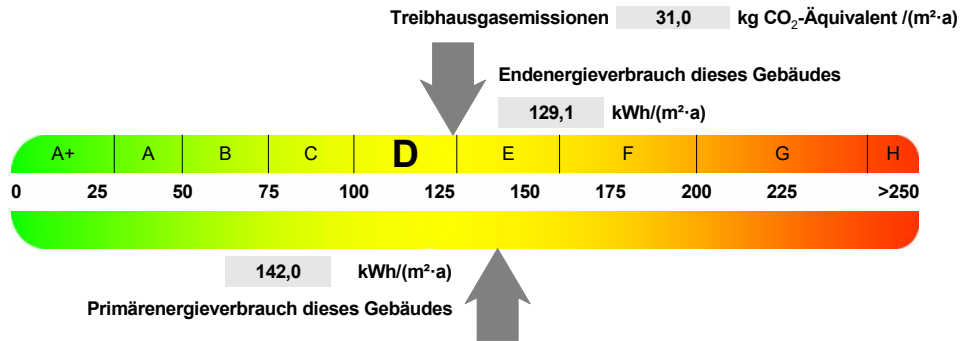 Treibhausgasemissionen 31,0 kg CO₂-Äquivalent /(m²·a)
Endenergieverbrauch dieses Gebäudes
129,1 kWh/(m²·a)
A+ A B C D E F G H
0 25 50 75 100 125 150 175 200 225 >250
142,0 kWh/(m²·a)
Primärenergieverbrauch dieses Gebäudes